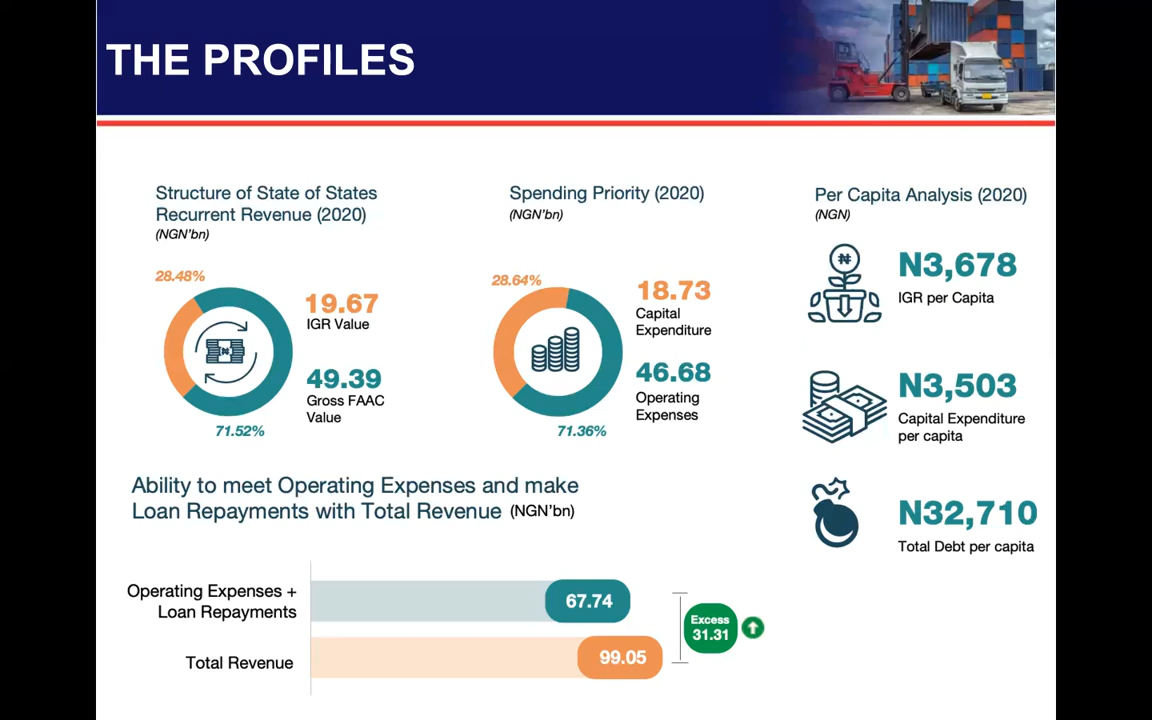 THE PROFILES
Structure of State of States
Recurrent Revenue (2020)
(NGN'bn)
28.48%
19.67
IGR Value
49.39
Gross FAAC
Value
71.52%
Spending Priority (2020)
(NGN'bn)
28.64%
18.73
Capital
Expenditure
46.68
Operating
Expenses
71.36%
Per Capita Analysis (2020)
(NGN)
N3,678
IGR per Capita
N3,503
Capital Expenditure
per capita
N32,710
Total Debt per capita
Ability to meet Operating Expenses and make
Loan Repayments with Total Revenue (NGN'bn)
Operating Expenses +
Loan Repayments
67.74
Total Revenue
99.05
Excess
31.31